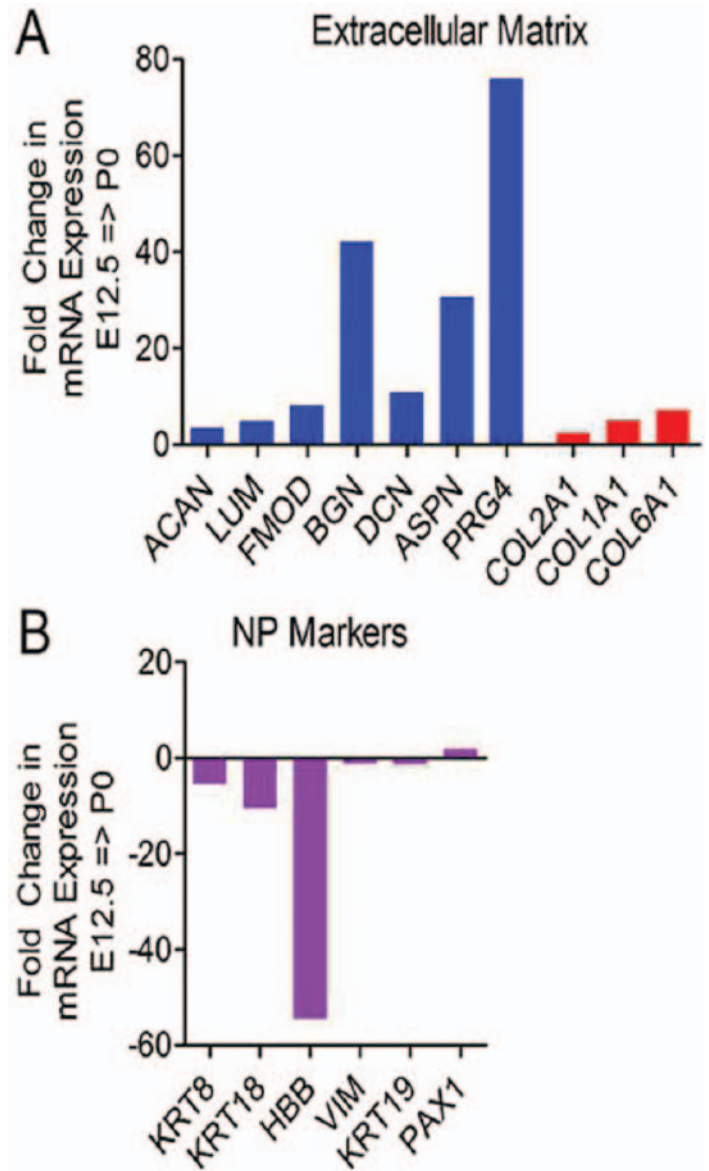 A
Extracellular Matrix
Fold Change in
mRNA Expression
E12.5 => P0
80
60
40
20
0
ACAN
LUM
FMOD
BGN
DCN
ASPN
PRG4
COL2A1
COL1A1
COL6A1
B
NP Markers
Fold Change in
mRNA Expression
E12.5 => P0
20
0
-20
-40
-60
KRT8
KRT18
HBB
VIM
KRT19
PAX1